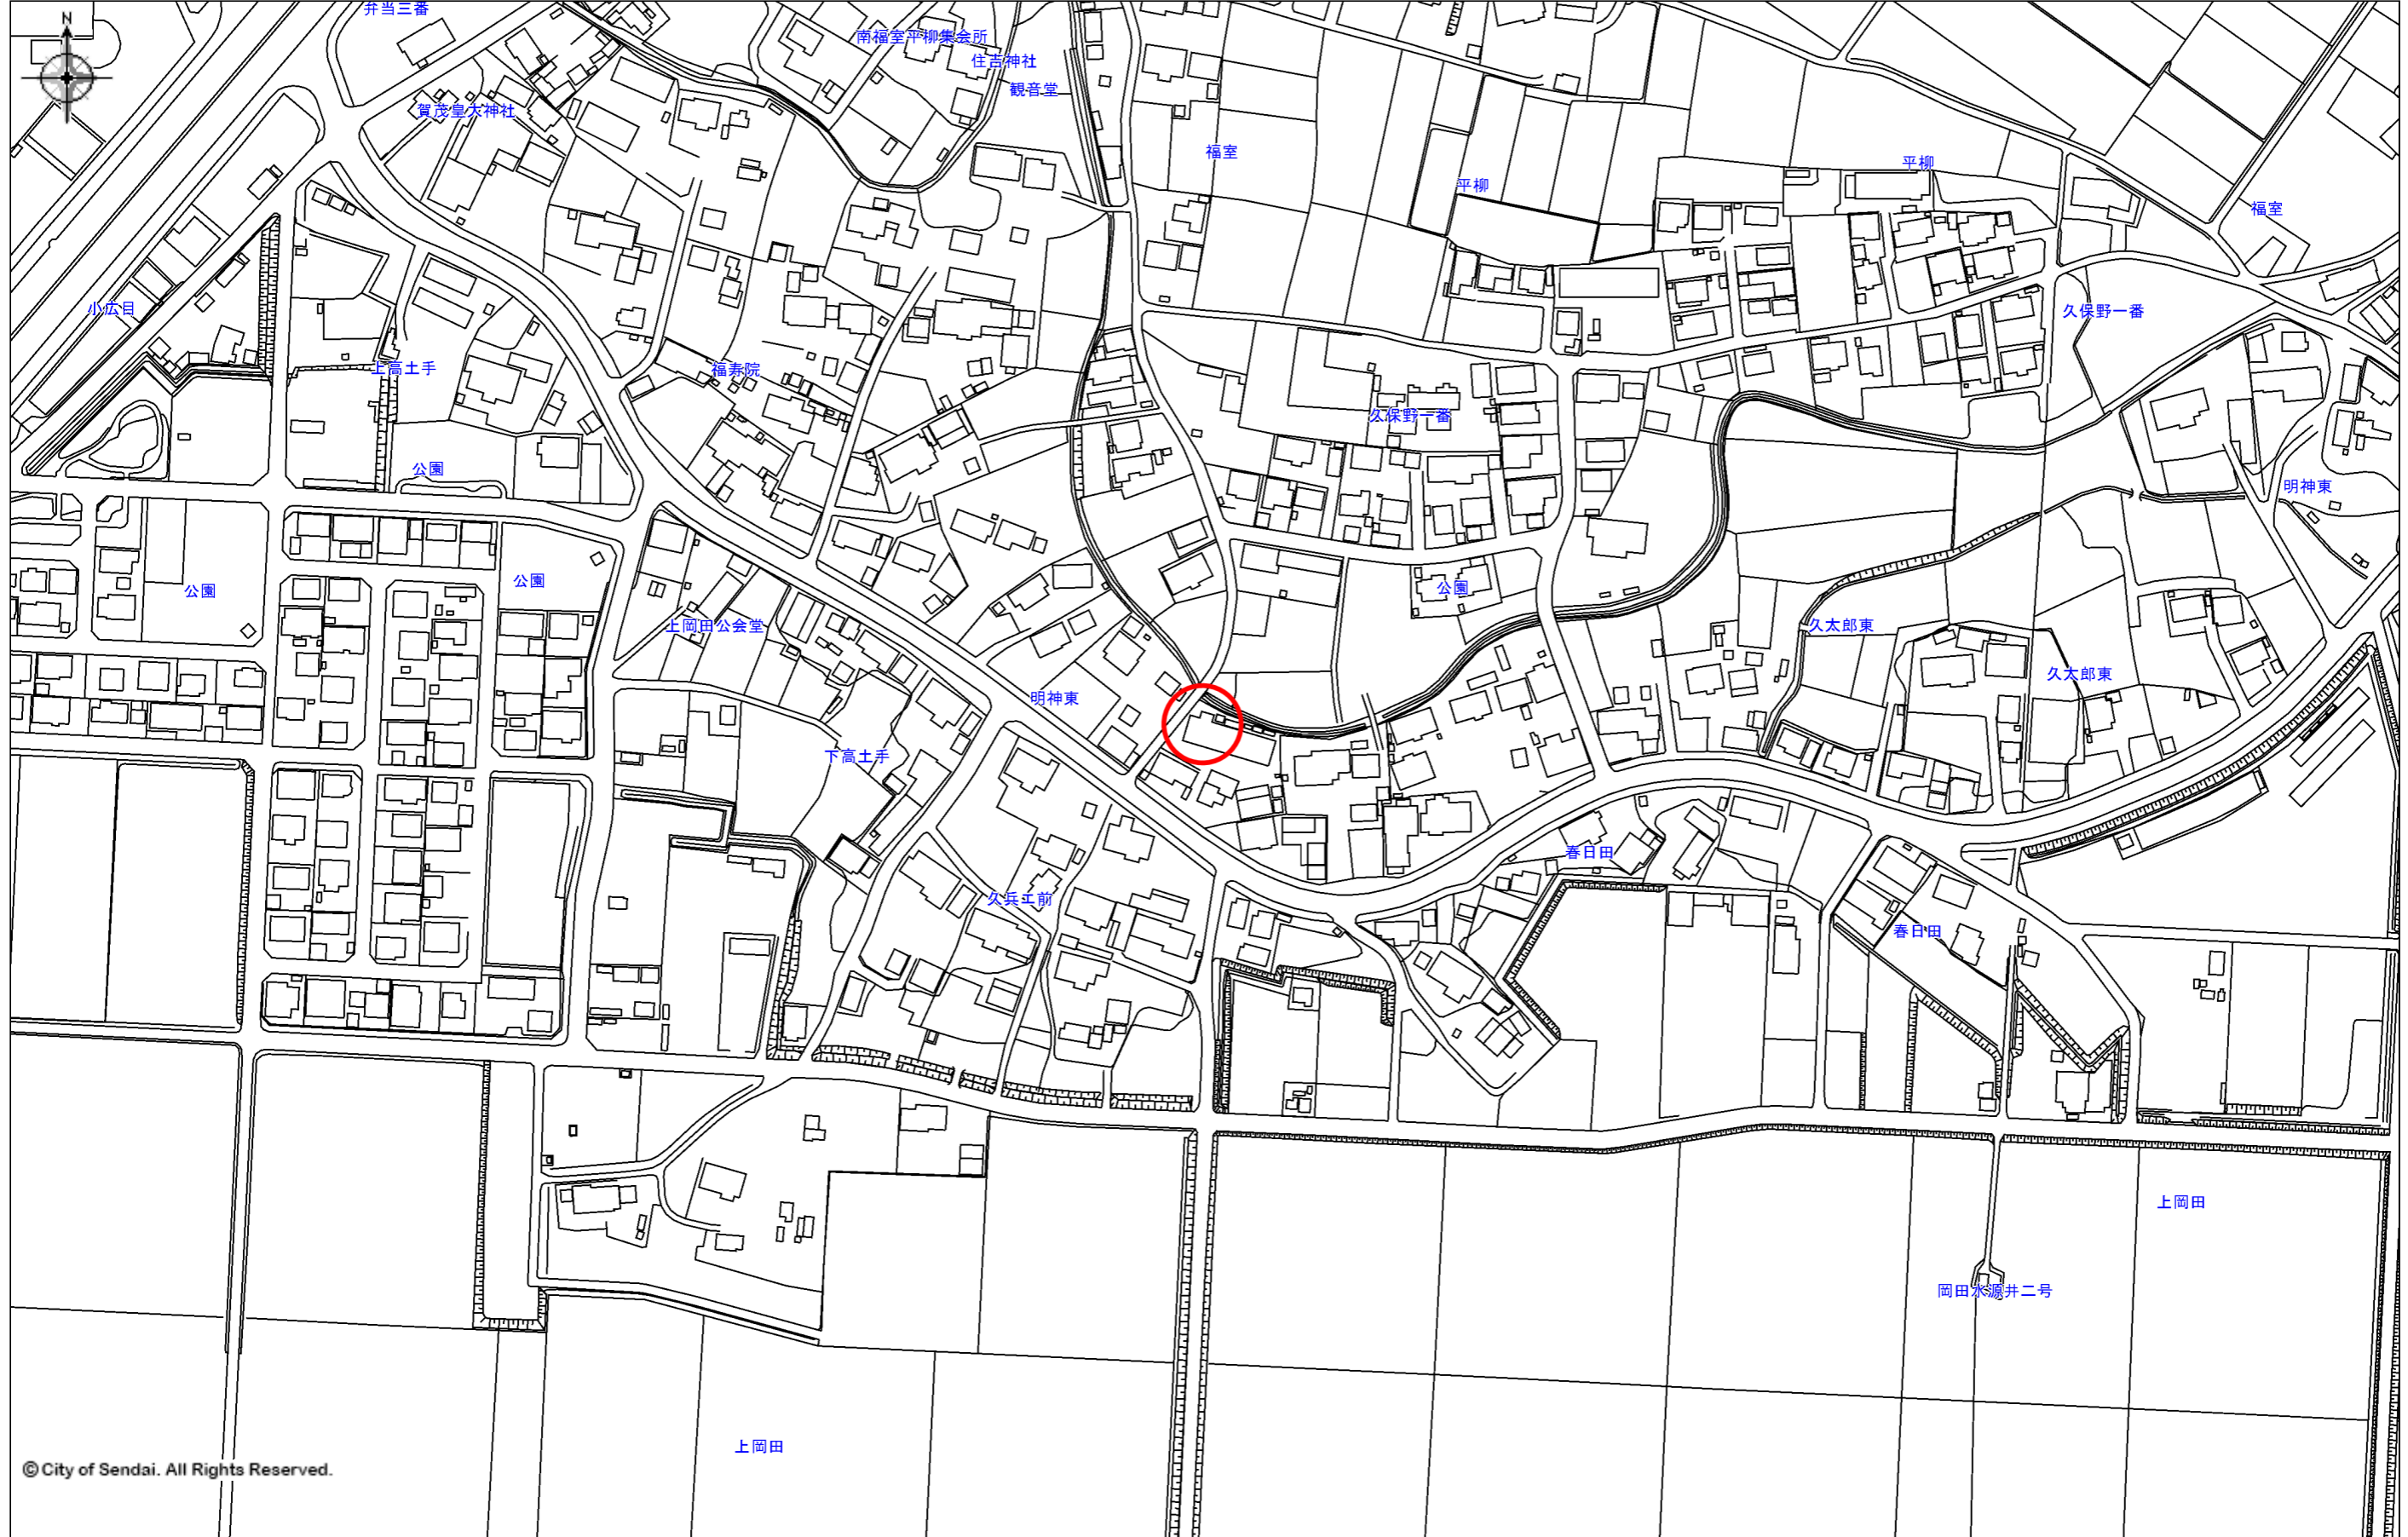 弁当三番
N
南福室平柳集会所
住吉神社
観音堂
賀茂皇大神社
福室
平柳
平柳
福室
小広目
久保野一番
上高土手
福寿院
久保野一番
公園
明神東
公園
公園
公園
上岡田公会堂
久太郎東
久太郎東
明神東
下高土手
春日田
久兵エ前
春日田
上岡田
岡田水源井二号
上岡田
© City of Sendai. All Rights Reserved.